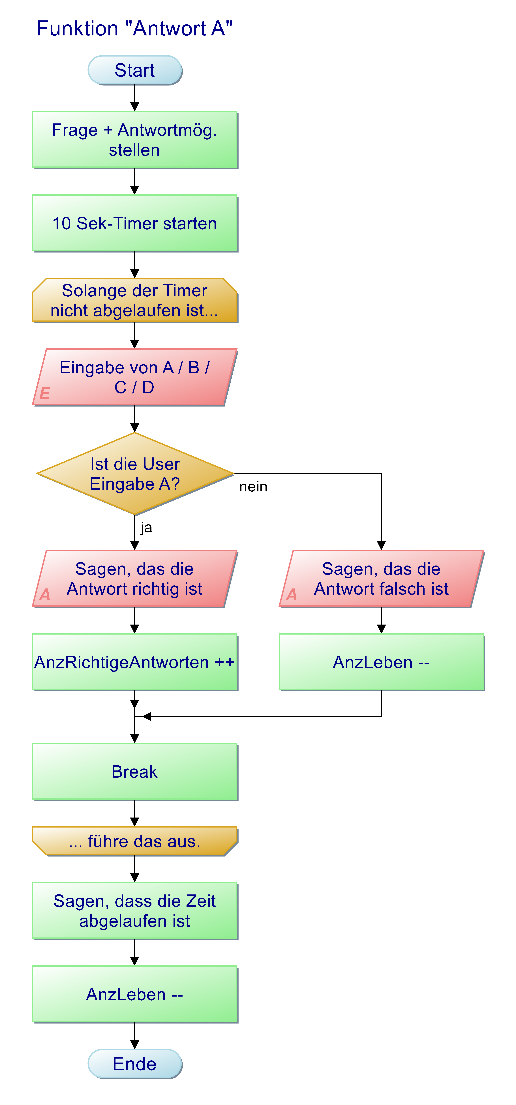 Funktion "Antwort A"
Start
Frage + Antwortmög.
stellen
10 Sek-Timer starten
Solange der Timer
nicht abgelaufen ist...
Eingabe von A / B /
C / D
E
Ist die User
Eingabe A?
nein
ja
Sagen, das die
Antwort richtig ist
A
Sagen, das die
Antwort falsch ist
A
AnzRichtigeAntworten ++
AnzLeben --
Break
... führe das aus.
Sagen, dass die Zeit
abgelaufen ist
AnzLeben --
Ende